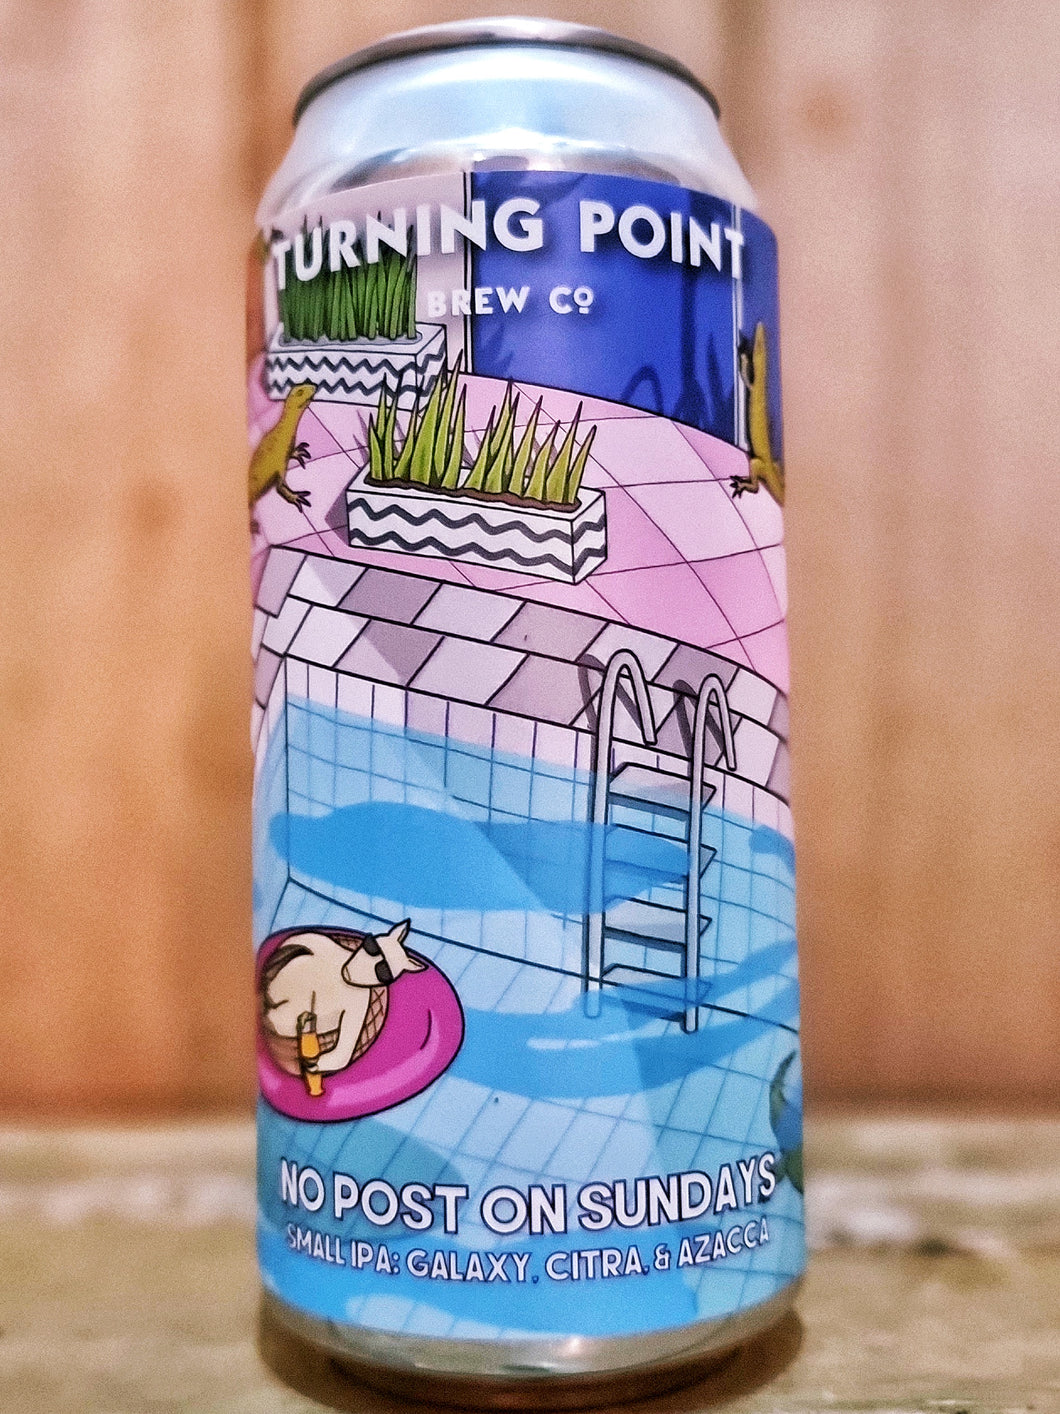 TURNING POINT
BREW Cº
NO POST ON SUNDAYS
SMALL IPA: GALAXY, CITRA, & AZACCA